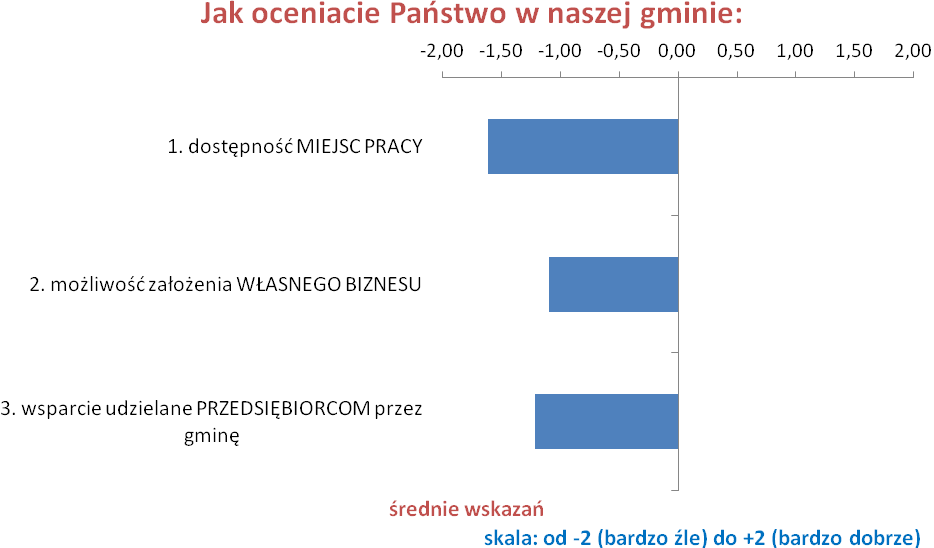 Jak oceniacie Państwo w naszej gminie:
-2,00 -1,50 -1,00 -0,50 0,00 0,50 1,00 1,50 2,00
1. dostępność MIEJSC PRACY
2. możliwość założenia WŁASNEGO BIZNESU
3. wsparcie udzielane PRZEDSIĘBIORCOM przez
gminę
średnie wskazań
skala: od -2 (bardzo źle) do +2 (bardzo dobrze)